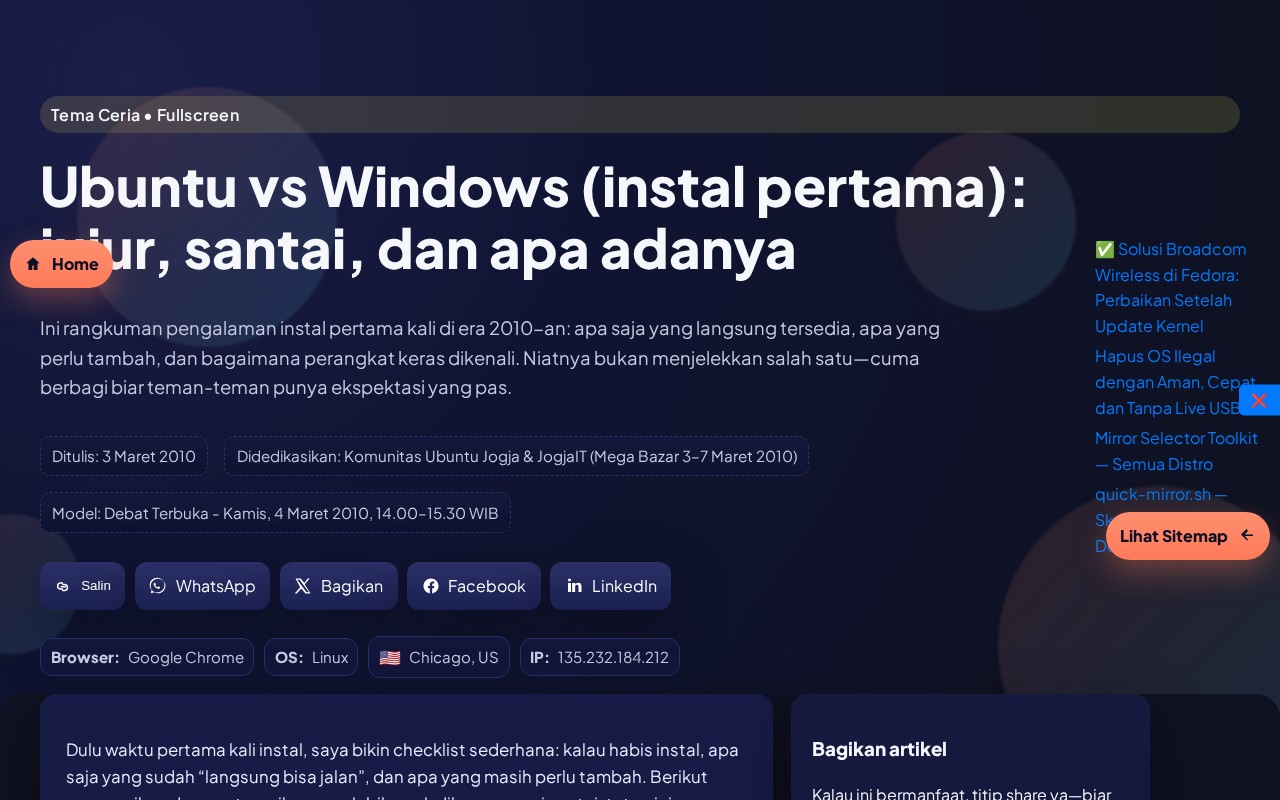 Tema Ceria • Fullscreen
Ubuntu vs Windows (instal pertama):
santai, dan apa adanya
Home
Ini rangkuman pengalaman instal pertama kali di era 2010–an: apa saja yang langsung tersedia, apa yang
perlu tambah, dan bagaimana perangkat keras dikenali. Niatnya bukan menjelekkan salah satu—cuma
berbagi biar teman-teman punya ekspektasi yang pas.
Ditulis: 3 Maret 2010
Didedikasikan: Komunitas Ubuntu Jogja & JogjaIT (Mega Bazar 3–7 Maret 2010)
Model: Debat Terbuka - Kamis, 4 Maret 2010, 14.00–15.30 WIB
Salin
WhatsApp
Bagikan
Facebook
LinkedIn
Browser: Google Chrome
OS: Linux
🇺🇸 Chicago, US
IP: 135.232.184.212
✅ Solusi Broadcom
Wireless di Fedora:
Perbaikan Setelah
Update Kernel
Hapus OS Ilegal
dengan Aman, Cepat
dan Tanpa Live USB
Mirror Selector Toolkit
— Semua Distro
quick-mirror.sh —
Lihat Sitemap
Dulu waktu pertama kali instal, saya bikin checklist sederhana: kalau habis instal, apa
saja yang sudah “langsung bisa jalan”, dan apa yang masih perlu tambah. Berikut
Bagikan artikel
Kalau ini bermanfaat, titip share ya—biar